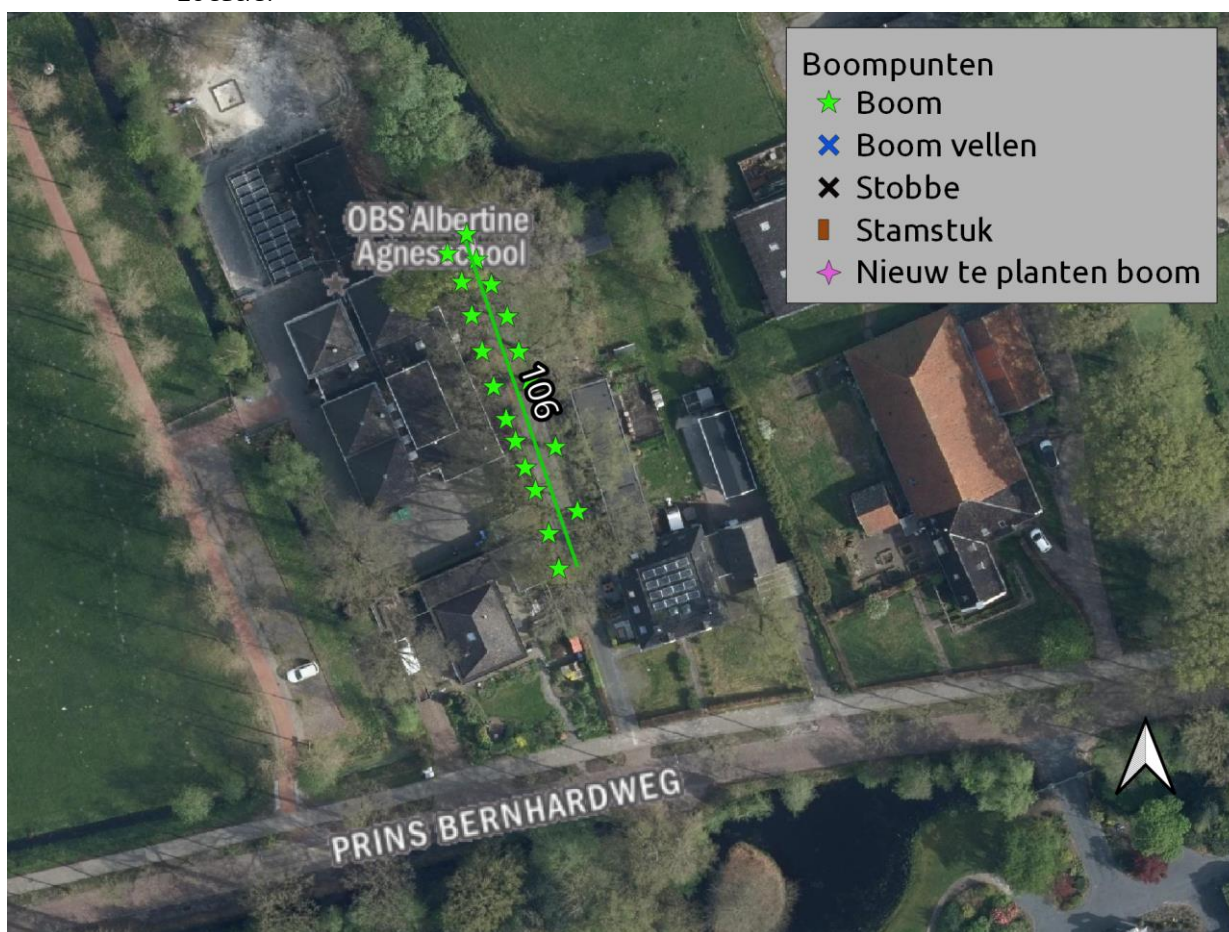 Boompunten
Boom
Boom vellen
Stobbe
Stamstuk
Nieuw te planten boom
OBS Albertine
Agnesschool
106
PRINS BERNHARDWEG